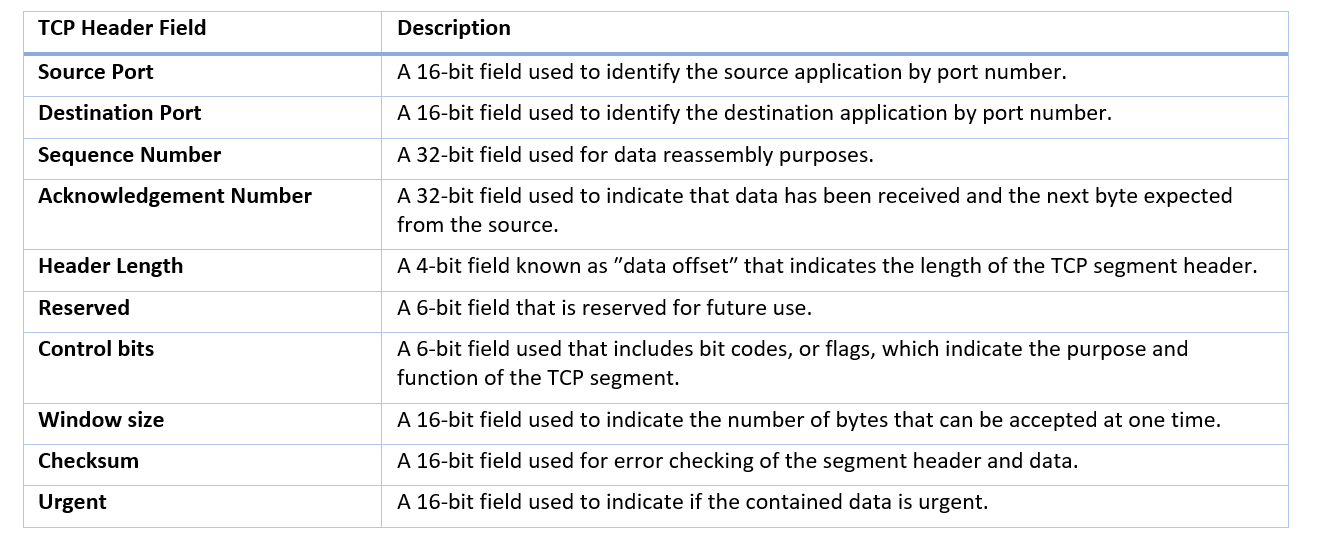 TCP Header Field Description
Source Port A 16-bit field used to identify the source application by port number.
Destination Port A 16-bit field used to identify the destination application by port number.
Sequence Number A 32-bit field used for data reassembly purposes.
Acknowledgement Number A 32-bit field used to indicate that data has been received and the next byte expected
from the source.
Header Length A 4-bit field known as ″data offset″ that indicates the length of the TCP segment header.
Reserved A 6-bit field that is reserved for future use.
Control bits A 6-bit field used that includes bit codes, or flags, which indicate the purpose and
function of the TCP segment.
Window size A 16-bit field used to indicate the number of bytes that can be accepted at one time.
Checksum A 16-bit field used for error checking of the segment header and data.
Urgent A 16-bit field used to indicate if the contained data is urgent.